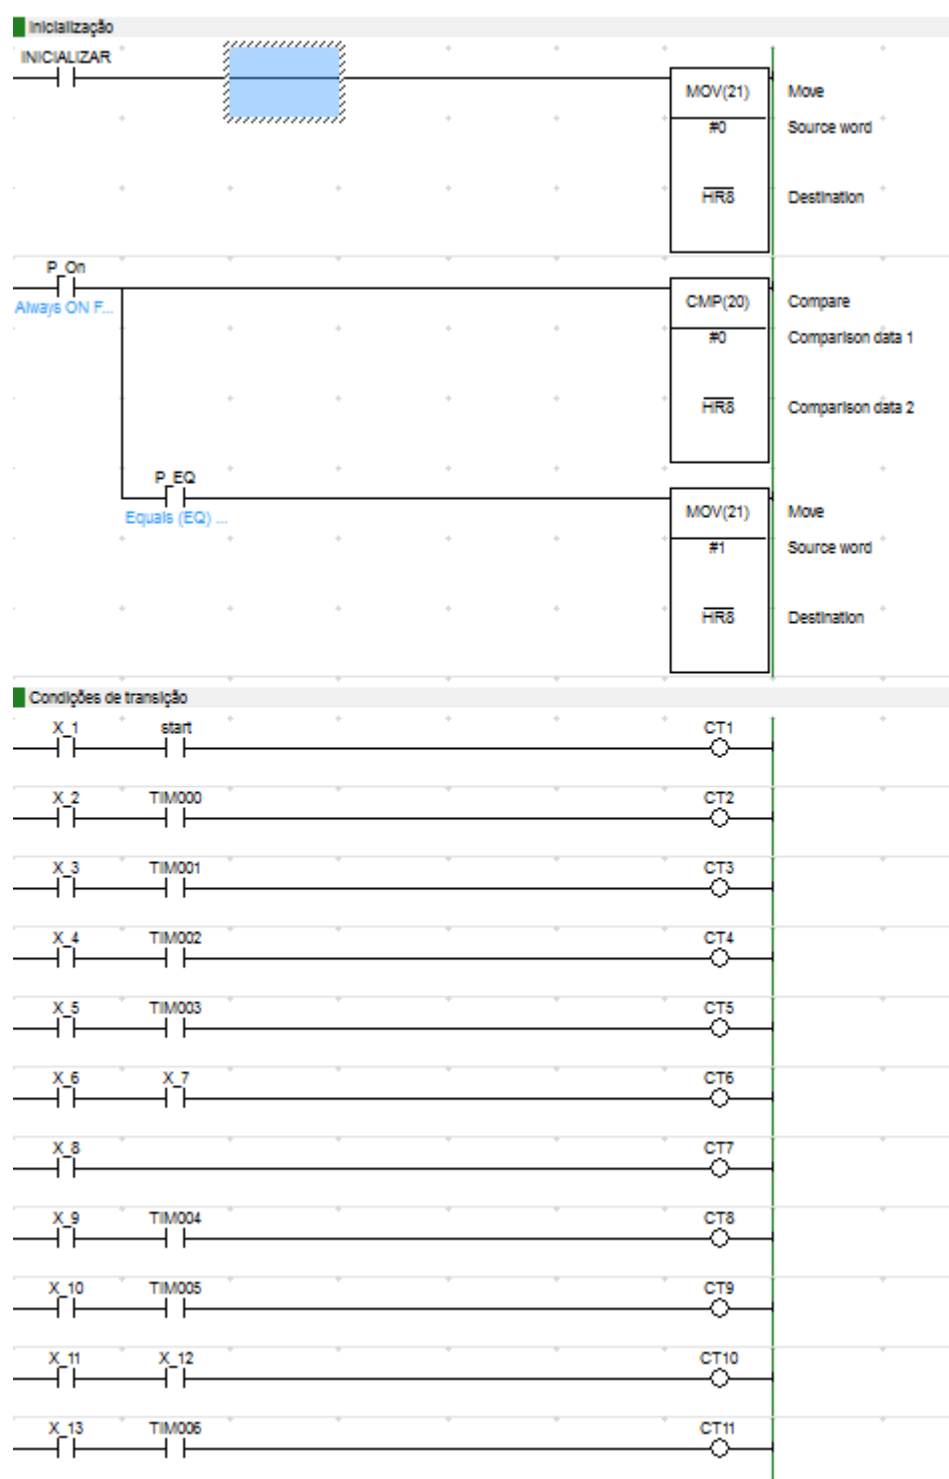 Inicialização
INICIALIZAR
MOV(21) Move
#0 Source word
HR8 Destination
P_On
Always ON F...
CMP(20) Compare
#0 Comparison data 1
HR8 Comparison data 2
P_EQ
Equals (EQ) ...
MOV(21) Move
#1 Source word
HR8 Destination
Condições de transição
X_1 start CT1
X_2 TIM000 CT2
X_3 TIM001 CT3
X_4 TIM002 CT4
X_5 TIM003 CT5
X_6 X_7 CT6
X_8 CT7
X_9 TIM004 CT8
X_10 TIM005 CT9
X_11 X_12 CT10
X_13 TIM006 CT11